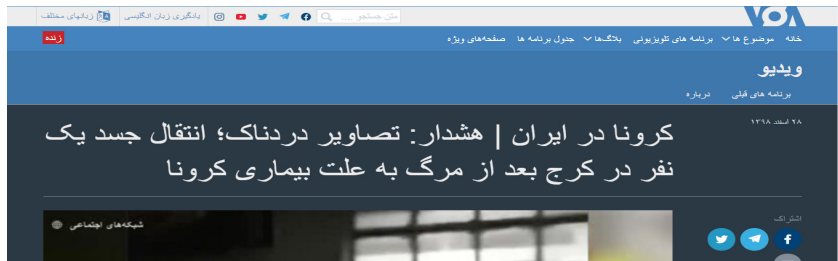 VOA
متن جستجو .... یادگیری زبان انگلیسی زبانهای مختلف
خانه موضوع ها برنامه های تلویزیونی بلاگ‌ها جدول برنامه ها صفحه‌های ویژه زنده
ویدیو
برنامه های قبلی درباره
۲۸ اسفند ۱۳۹۸
کرونا در ایران | هشدار: تصاویر دردناک؛ انتقال جسد یک
نفر در کرج بعد از مرگ به علت بیماری کرونا
اشتراک
شبکه‌های اجتماعی